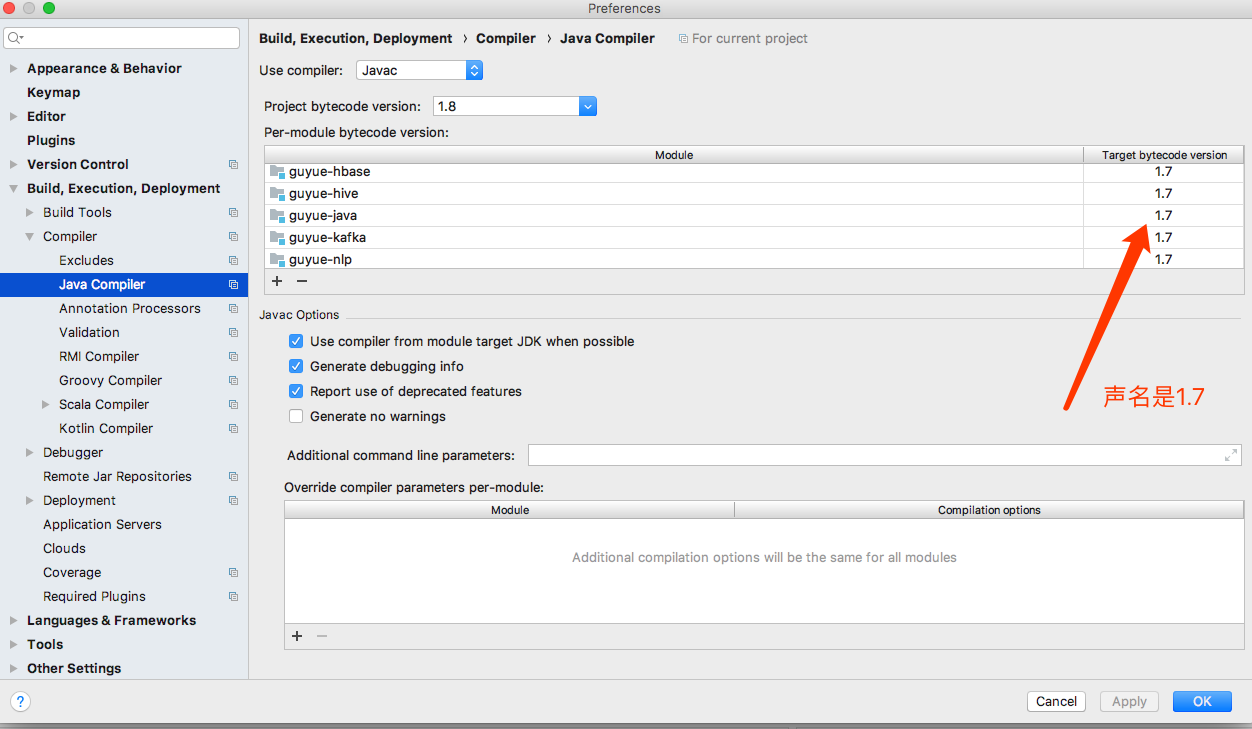 Preferences
Build, Execution, Deployment › Compiler › Java Compiler For current project
Appearance & Behavior
Keymap
Editor
Plugins
Version Control
Build, Execution, Deployment
Build Tools
Compiler
Excludes
Java Compiler
Annotation Processors
Validation
RMI Compiler
Groovy Compiler
Scala Compiler
Kotlin Compiler
Debugger
Remote Jar Repositories
Deployment
Application Servers
Clouds
Coverage
Required Plugins
Languages & Frameworks
Tools
Other Settings
Use compiler: Javac
Project bytecode version: 1.8
Per-module bytecode version:
Module Target bytecode version
guyue-hbase 1.7
guyue-hive 1.7
guyue-java 1.7
guyue-kafka 1.7
guyue-nlp 1.7
声名是1.7
Javac Options
Use compiler from module target JDK when possible
Generate debugging info
Report use of deprecated features
Generate no warnings
Additional command line parameters:
Override compiler parameters per-module:
Module Compilation options
Additional compilation options will be the same for all modules
? Cancel Apply OK